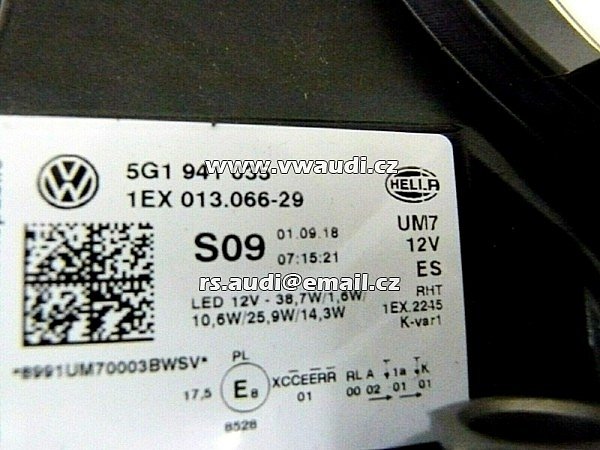 5G1 941 035
1EX 013.066-29
www.vwaudi.cz
HELLA
S09
01.09.18
07:15:21
UM7
12V
ES
RHT
1EX.2245
K-var1
rs.audi@email.cz
LED 12V - 38,7W/1,6W/
10,6W/25,9W/14,3W
*8991UM70003BWSV*
PL
17,5
E8
8528
XCCEERR
01
RL A 1a K
00 02 01 01